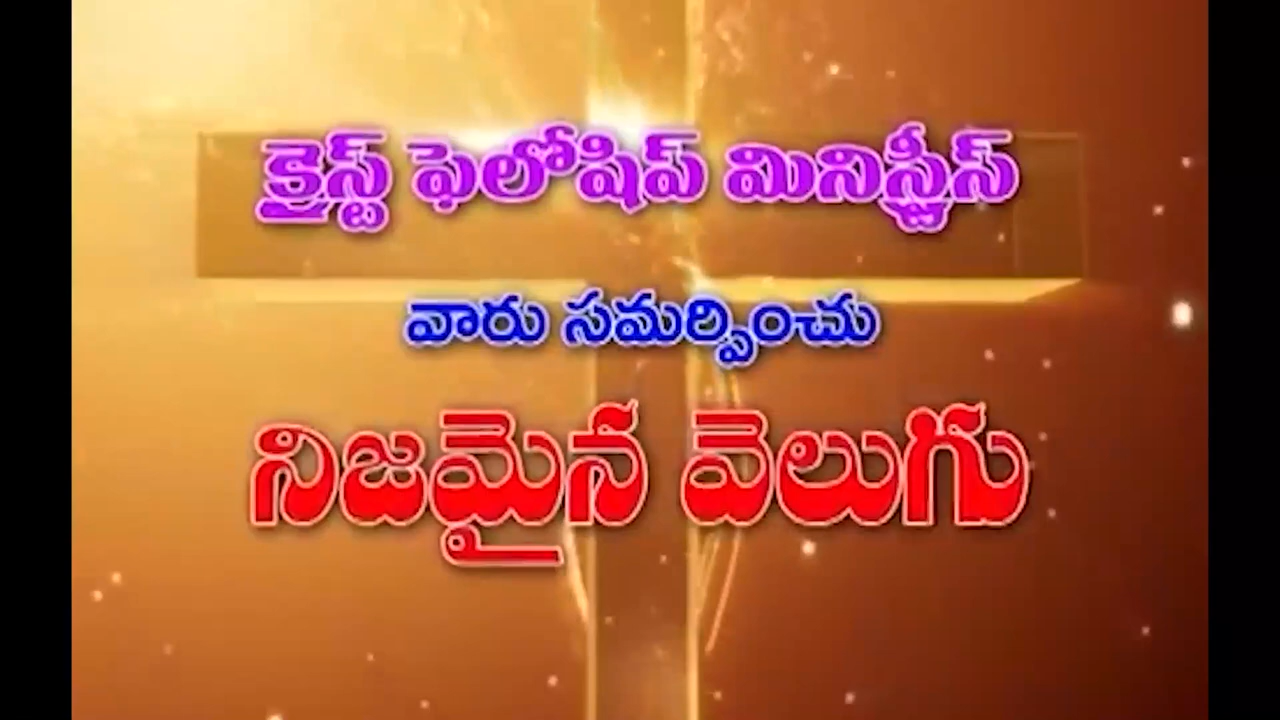 క్రైస్ట్ ఫెలోషిప్ మినిస్ట్రీస్
వారు సమర్పించు
నిజమైన వెలుగు